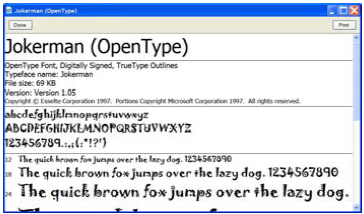 Jokerman (OpenType)
Done
Print
Jokerman (OpenType)
OpenType Font, Digitally Signed, TrueType Outlines
Typeface name: Jokerman
File size: 69 KB
Version: Version 1.05
Copyright © Esselte Corporation 1997. Portions Copyright Microsoft Corporation 1997. All rights reserved.
abcdefghijklmnopqrstuvwxyz
ABCDEFGHIJKLMNOPQRSTUVWXYZ
123456789.:,;(:*!?')
12 The quick brown fox jumps over the lazy dog. 1234567890
18 The quick brown fox jumps over the lazy dog. 1234567890
24 The quick brown fox jumps over the lazy dog.